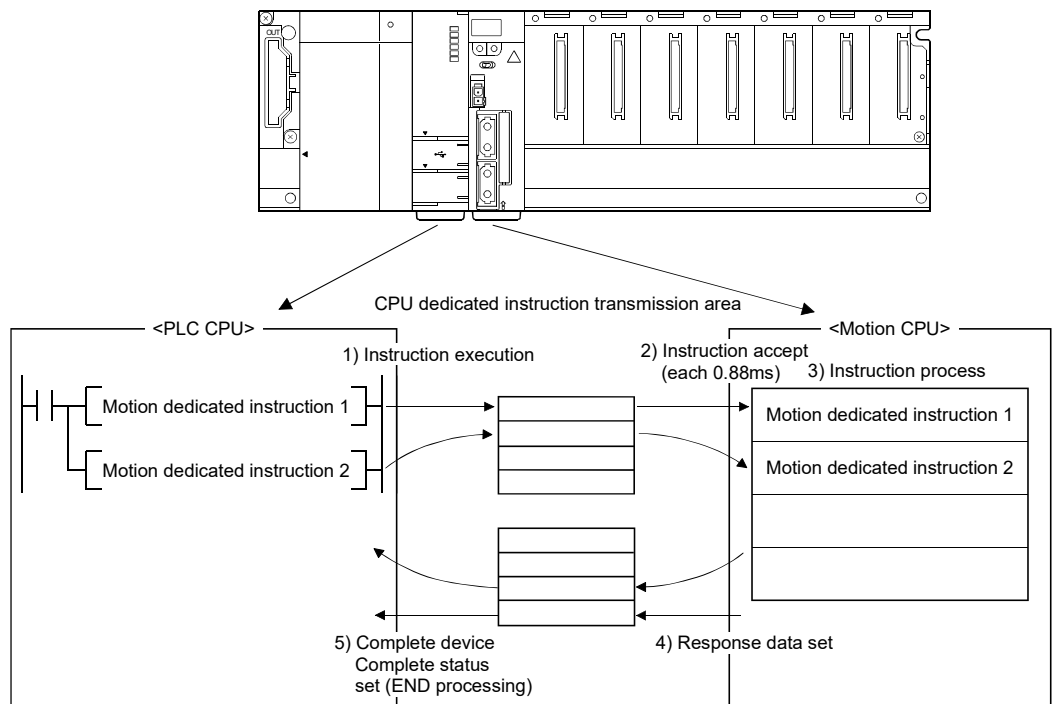 OUT
CPU dedicated instruction transmission area
<PLC CPU>
<Motion CPU>
1) Instruction execution
2) Instruction accept
(each 0.88ms)
3) Instruction process
Motion dedicated instruction 1
Motion dedicated instruction 2
Motion dedicated instruction 1
Motion dedicated instruction 2
5) Complete device
Complete status
set (END processing)
4) Response data set